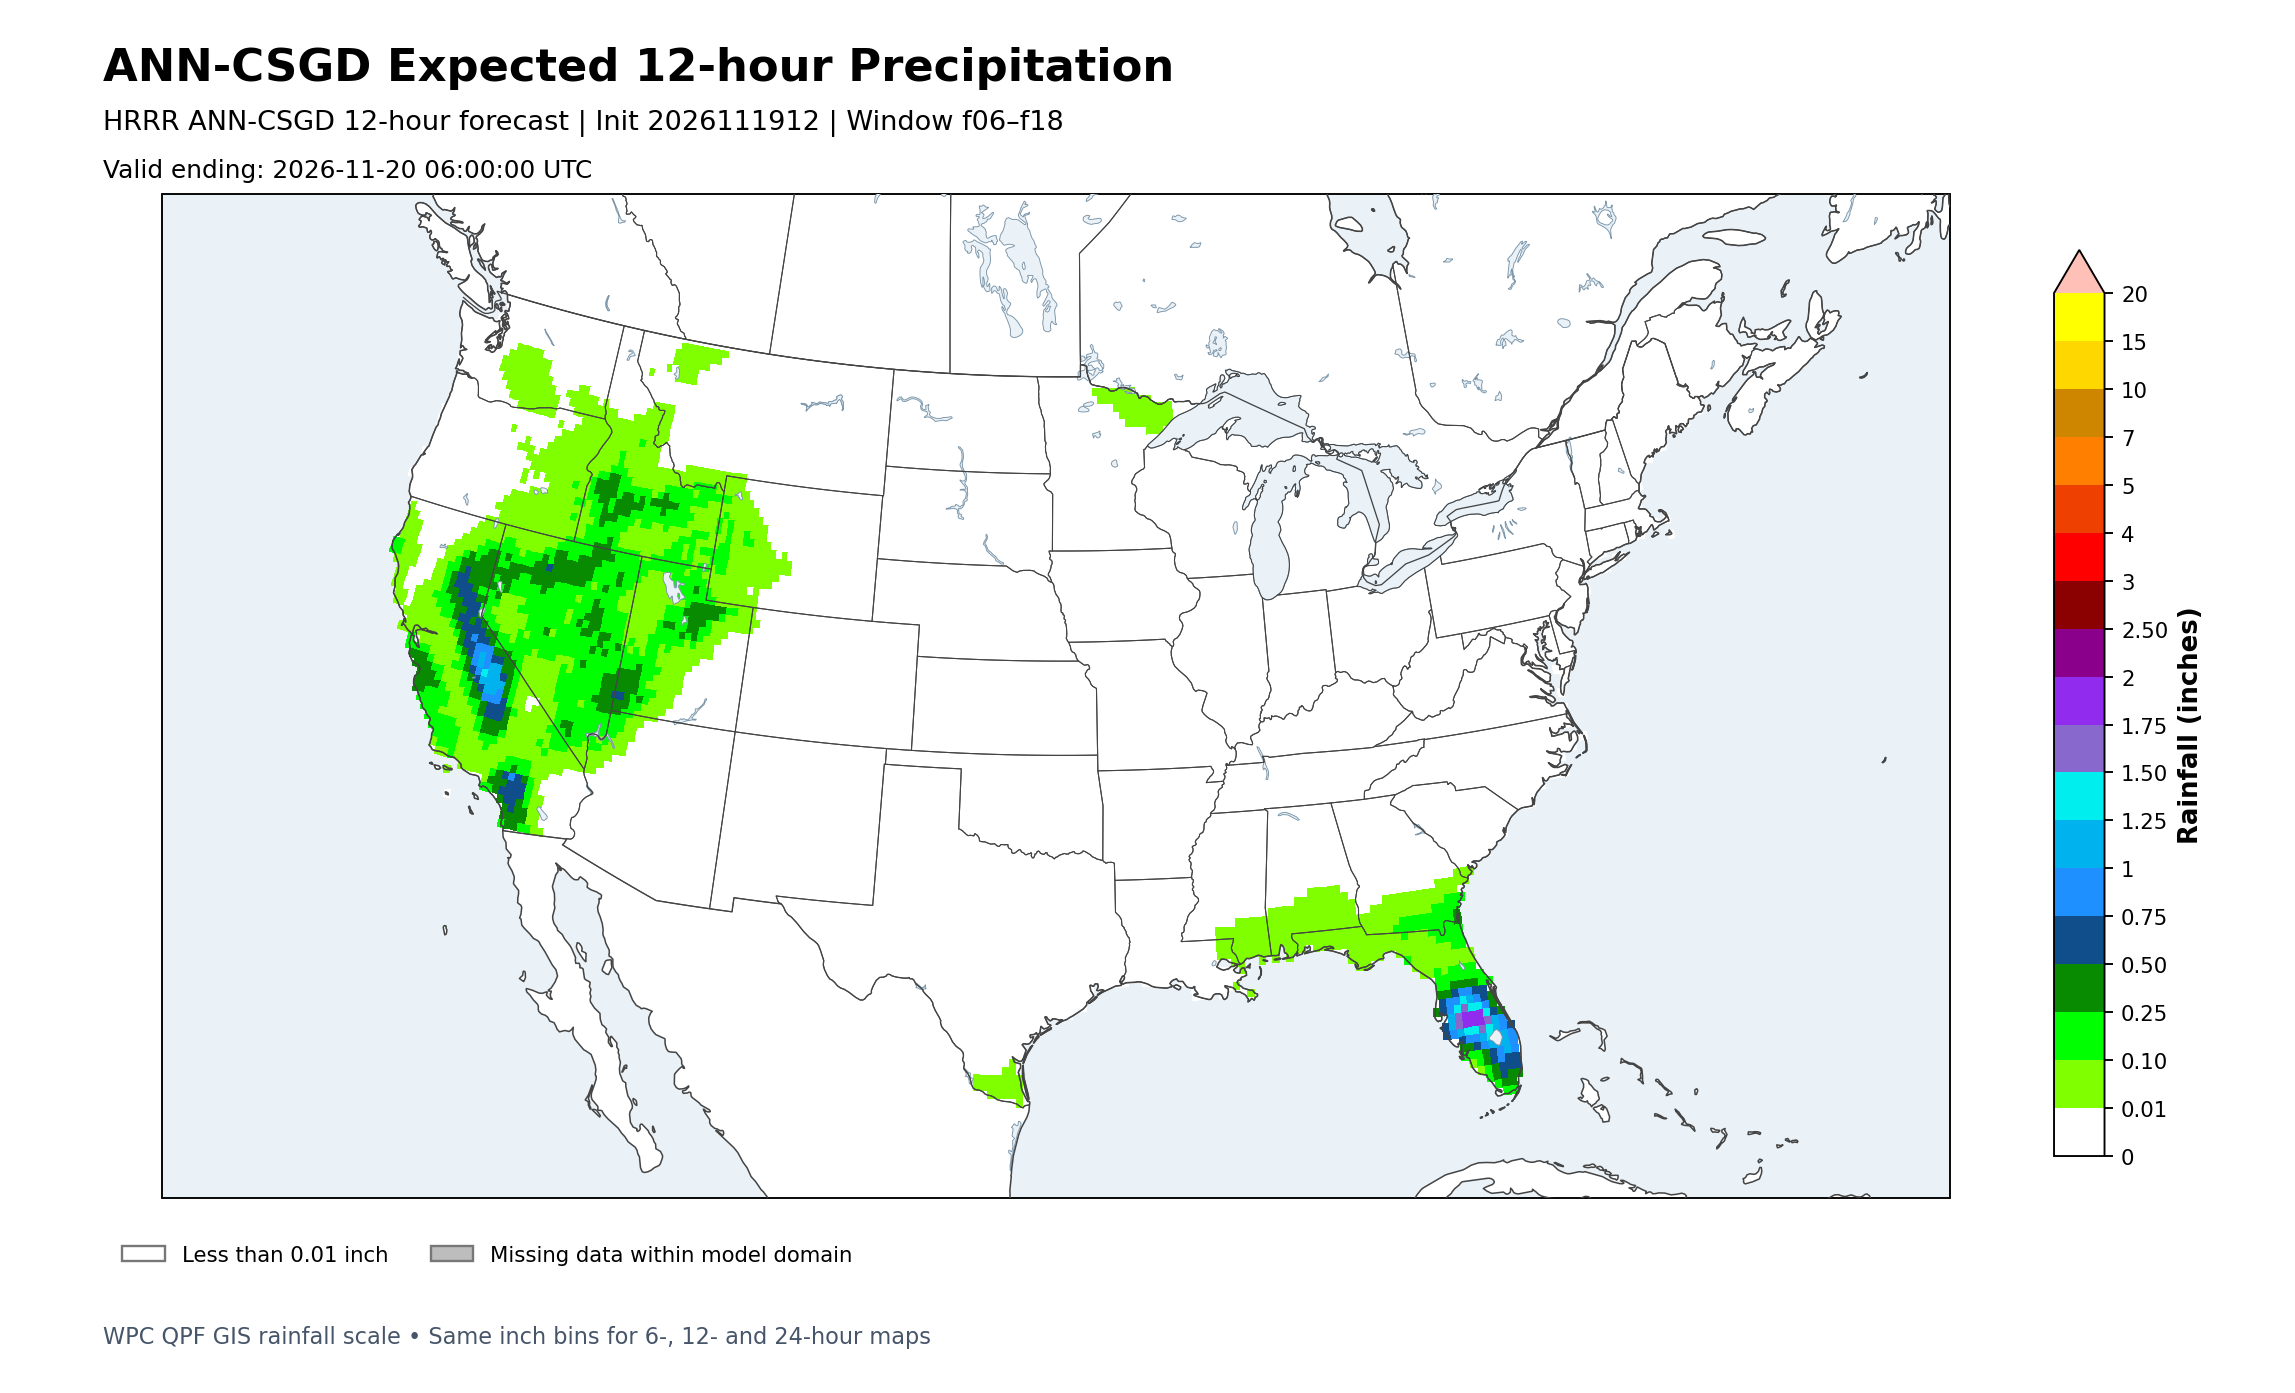 ANN-CSGD Expected 12-hour Precipitation
HRRR ANN-CSGD 12-hour forecast | Init 2026111912 | Window f06–f18
Valid ending: 2026-11-20 06:00:00 UTC
20
15
10
7
5
4
3
2.50
2
1.75
1.50
1.25
1
0.75
0.50
0.25
0.10
0.01
0
Rainfall (inches)
Less than 0.01 inch
Missing data within model domain
WPC QPF GIS rainfall scale • Same inch bins for 6-, 12- and 24-hour maps